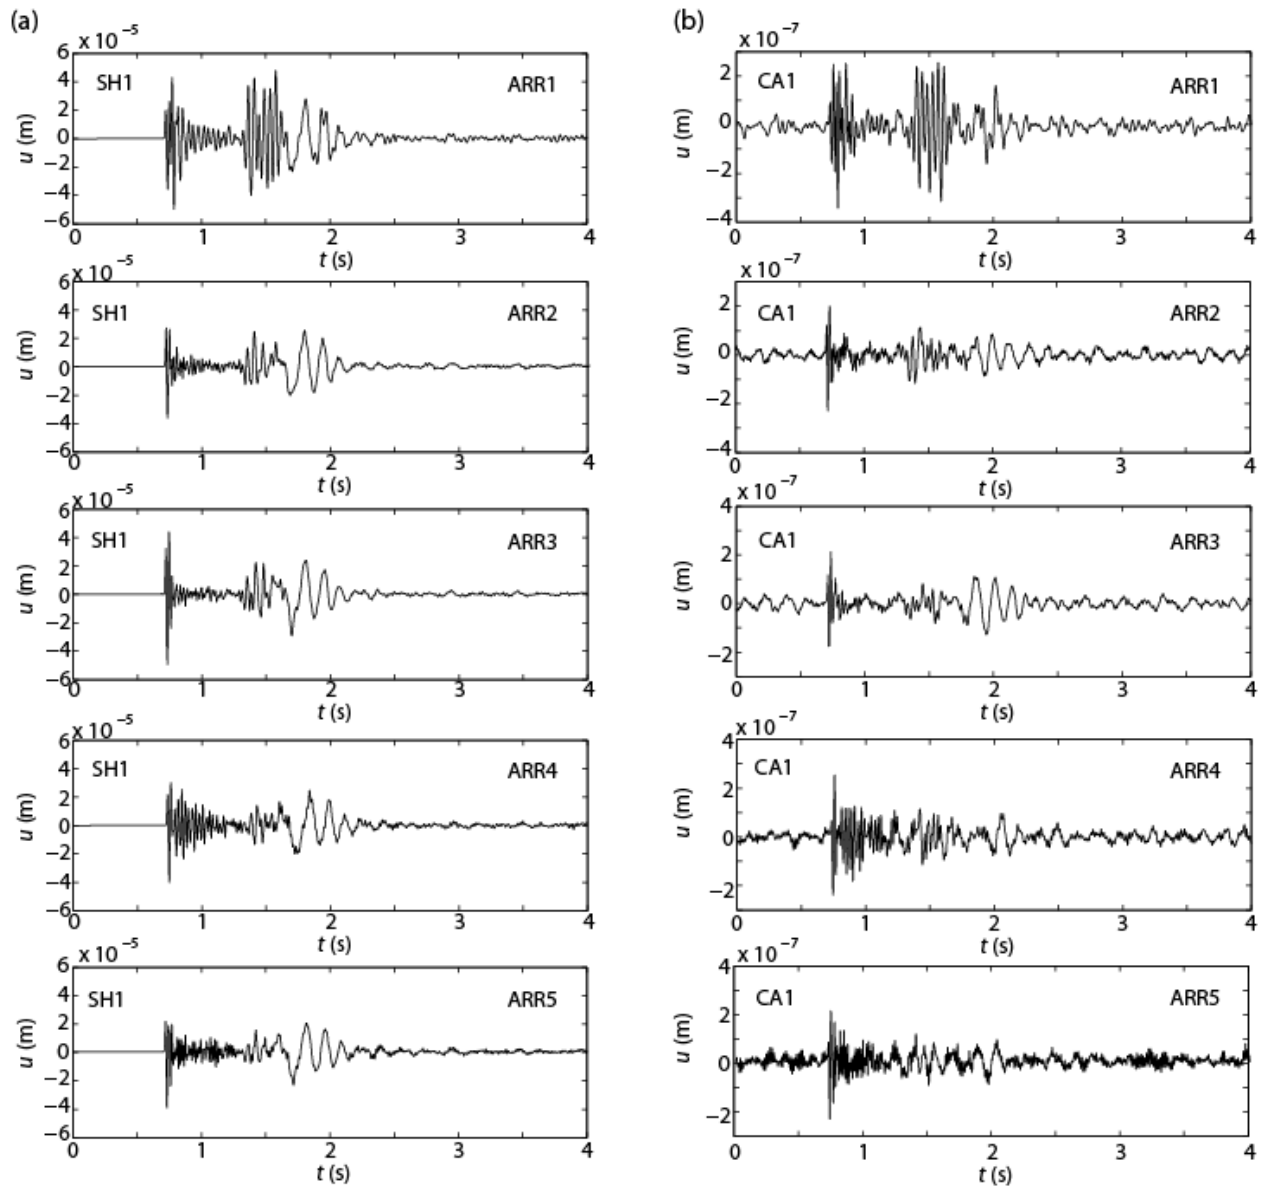 (a)
x 10 −5
6
4
2
0
−2
−4
−6
u (m)
SH1
ARR1
0 1 2 3 4
t (s)
x 10 −5
6
4
2
0
−2
−4
−6
u (m)
SH1
ARR2
0 1 2 3 4
t (s)
x 10 −5
6
4
2
0
−2
−4
−6
u (m)
SH1
ARR3
0 1 2 3 4
t (s)
x 10 −5
6
4
2
0
−2
−4
−6
u (m)
SH1
ARR4
0 1 2 3 4
t (s)
x 10 −5
6
4
2
0
−2
−4
−6
u (m)
SH1
ARR5
0 1 2 3 4
t (s)
(b)
x 10 −7
2
0
−2
−4
u (m)
CA1
ARR1
0 1 2 3 4
t (s)
x 10 −7
2
0
−2
−4
u (m)
CA1
ARR2
0 1 2 3 4
t (s)
x 10 −7
4
2
0
−2
u (m)
CA1
ARR3
0 1 2 3 4
t (s)
x 10 −7
4
2
0
−2
u (m)
CA1
ARR4
0 1 2 3 4
t (s)
x 10 −7
4
2
0
−2
u (m)
CA1
ARR5
0 1 2 3 4
t (s)